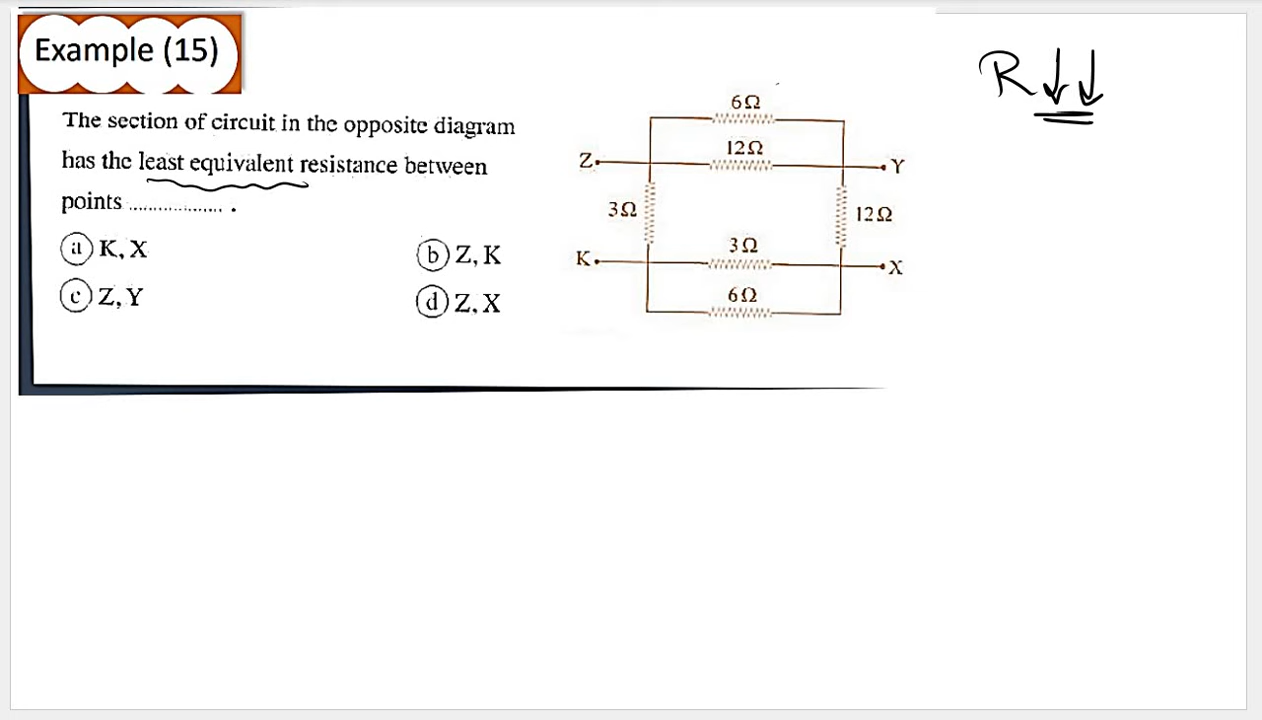 Example (15)
R↓↓
The section of circuit in the opposite diagram
has the least equivalent resistance between
points .................... .
ⓐ K, X
ⓑ Z, K
ⓒ Z, Y
ⓓ Z, X
6Ω
12Ω
Z
Y
3Ω
12Ω
3Ω
K
X
6Ω